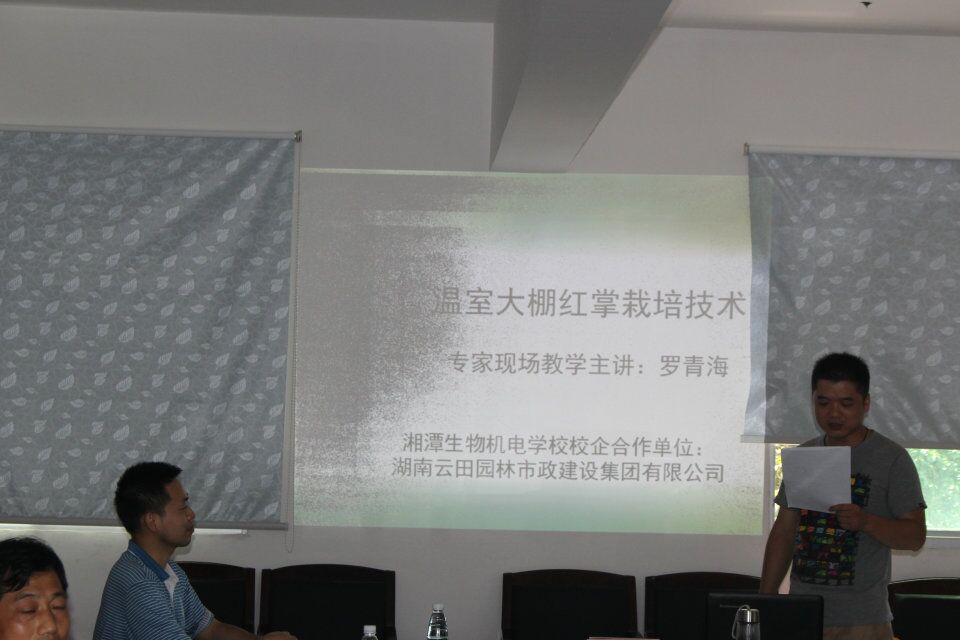 温室大棚红掌栽培技术
专家现场教学主讲：罗青海
湘潭生物机电学校校企合作单位：
湖南云田园林市政建设集团有限公司